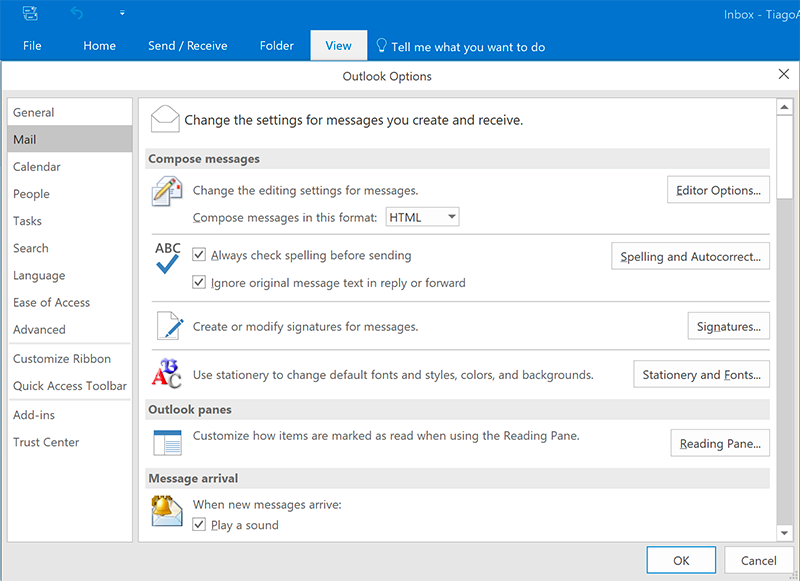 Inbox - Tiago
File Home Send / Receive Folder View Tell me what you want to do
Outlook Options
General
Mail
Calendar
People
Tasks
Search
Language
Ease of Access
Advanced
Customize Ribbon
Quick Access Toolbar
Add-ins
Trust Center
Change the settings for messages you create and receive.
Compose messages
Change the editing settings for messages.
Editor Options...
Compose messages in this format: HTML
ABC
Always check spelling before sending
Spelling and Autocorrect...
Ignore original message text in reply or forward
Create or modify signatures for messages.
Signatures...
ABC
Use stationery to change default fonts and styles, colors, and backgrounds.
Stationery and Fonts...
Outlook panes
Customize how items are marked as read when using the Reading Pane.
Reading Pane...
Message arrival
When new messages arrive:
Play a sound
OK Cancel